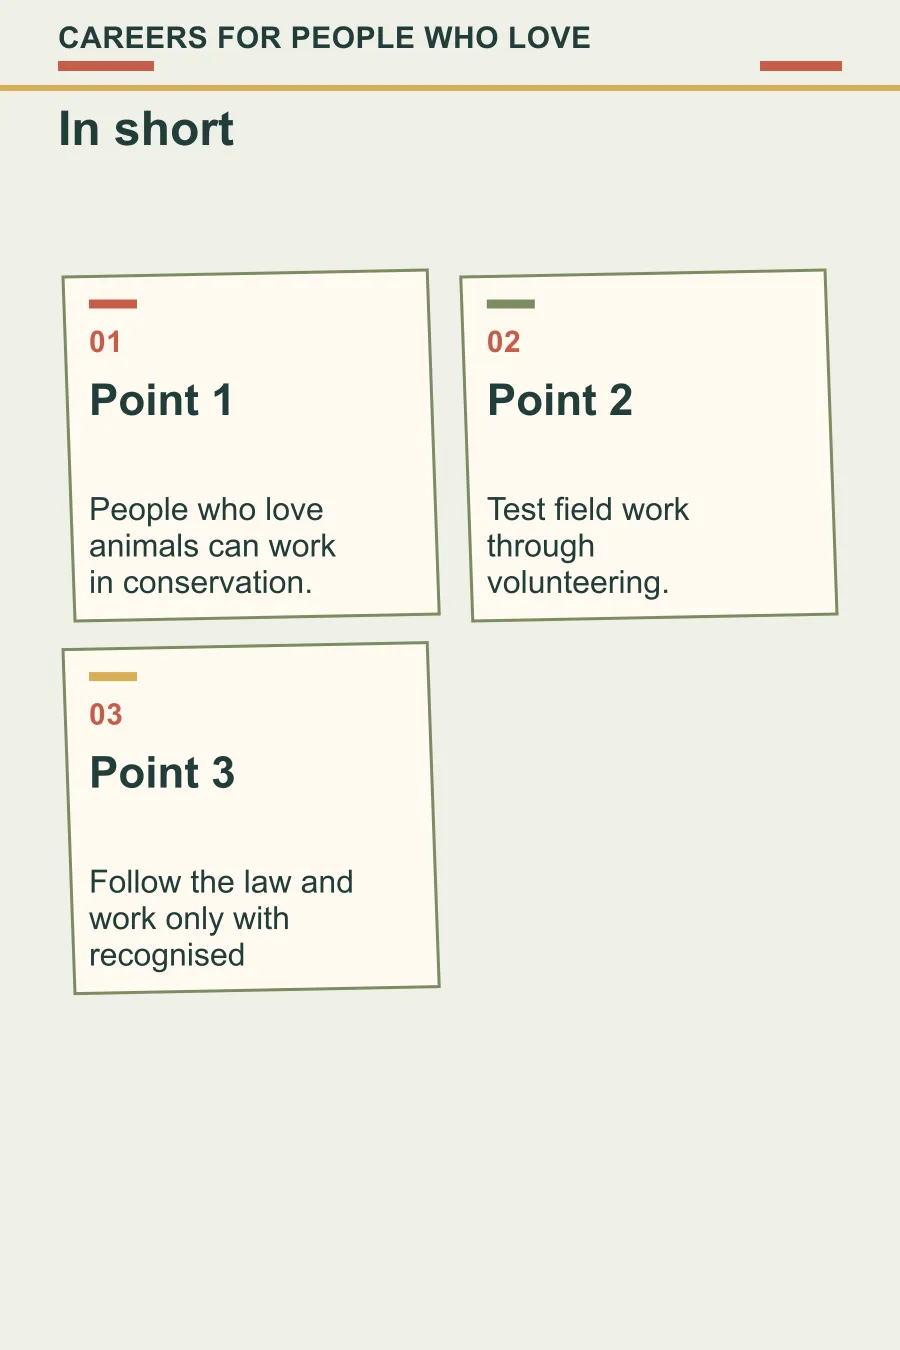 CAREERS FOR PEOPLE WHO LOVE
In short
01
Point 1
People who love
animals can work
in conservation.
02
Point 2
Test field work
through
volunteering.
03
Point 3
Follow the law and
work only with
recognised